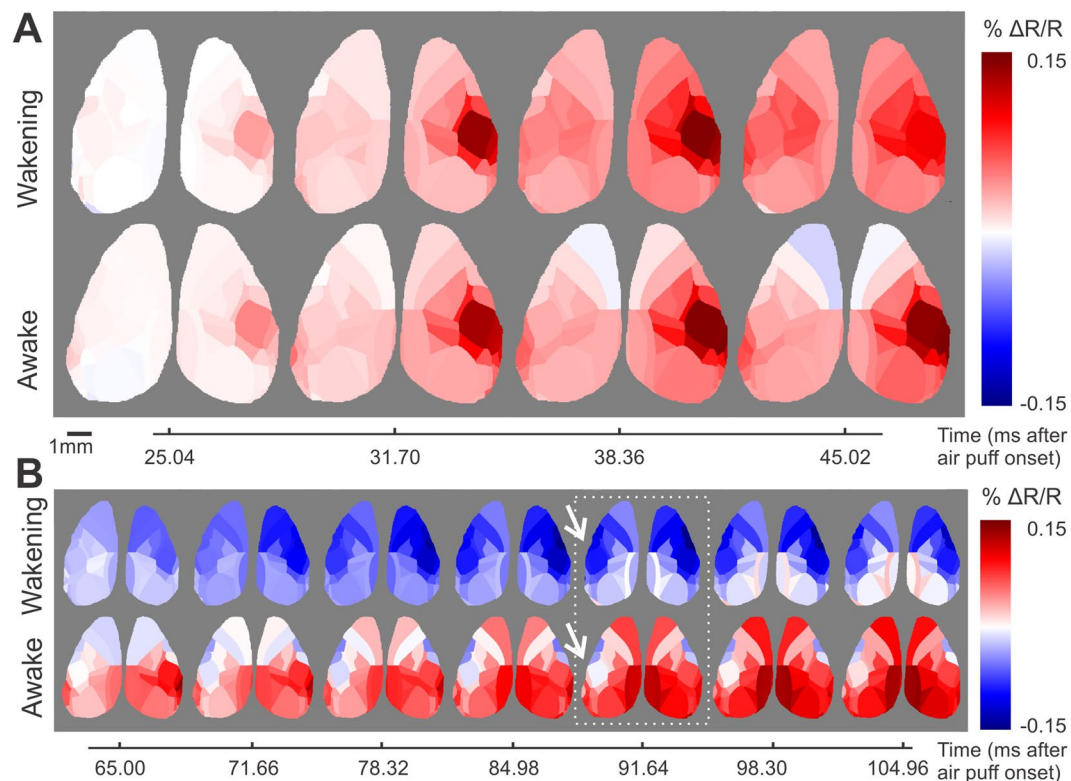 A
% ΔR/R
0.15
Wakening
Awake
-0.15
1mm
25.04
31.70
38.36
45.02
Time (ms after
air puff onset)
B
% ΔR/R
0.15
Wakening
Awake
-0.15
65.00
71.66
78.32
84.98
91.64
98.30
104.96
Time (ms after
air puff onset)